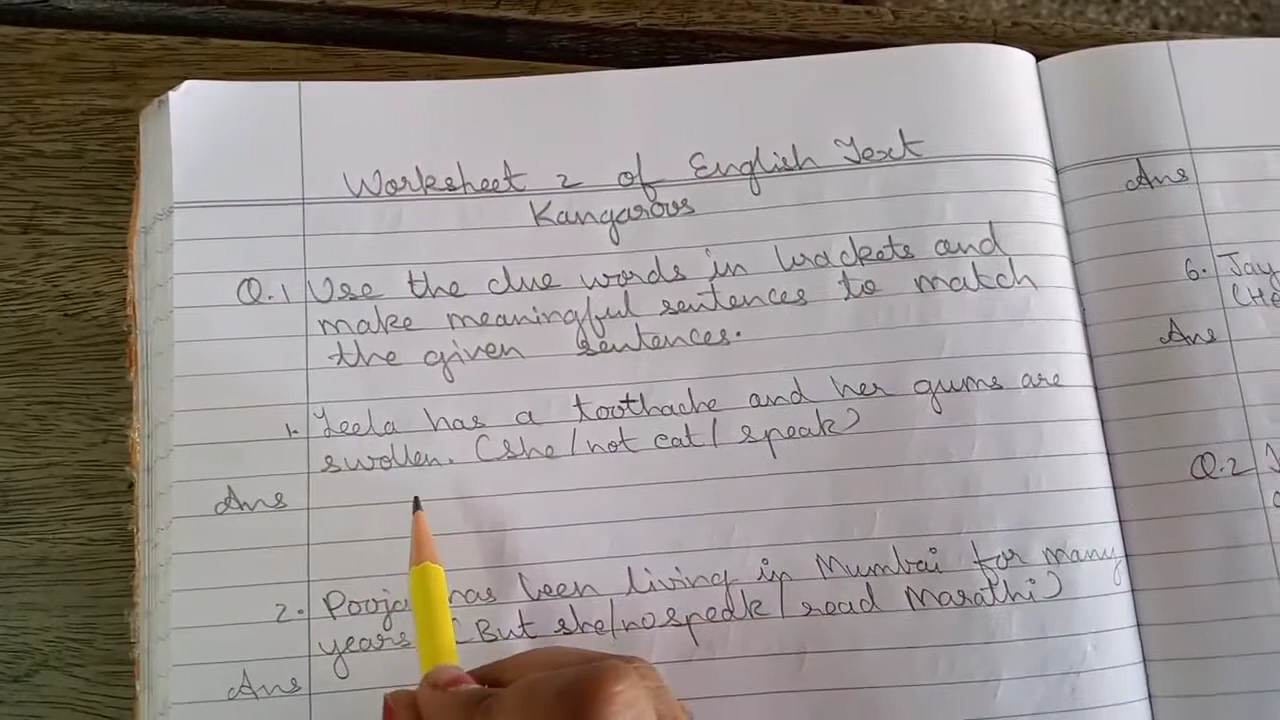 Worksheet 2 of English Text
Kangaroos
Q.1 Use the clue words in brackets and
make meaningful sentences to match
the given sentences.
1. Leela has a toothache and her gums are
swollen. (she/not eat/ speak)
Ans
2. Pooja has been living in Mumbai for many
years (But she/no speak/read Marathi)
Ans
Ans
6. Jay
Ans
Q.2